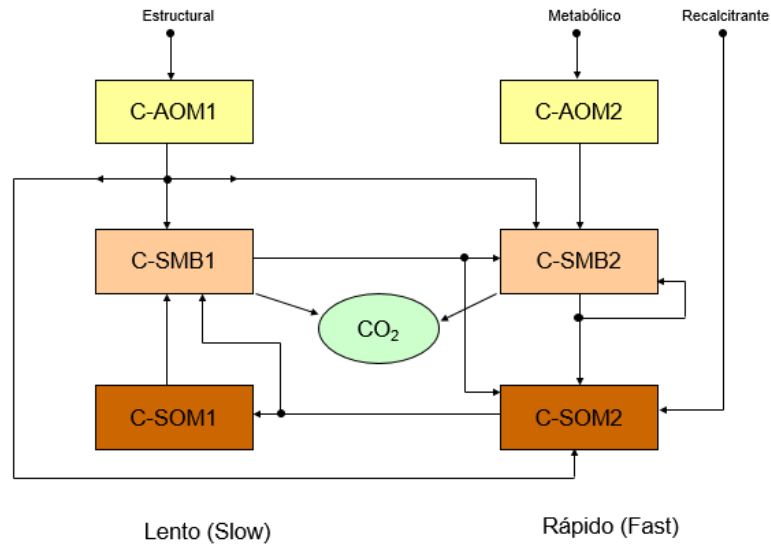 Estructural
Metabólico
Recalcitrante
C-AOM1
C-AOM2
C-SMB1
C-SMB2
CO₂
C-SOM1
C-SOM2
Lento (Slow)
Rápido (Fast)